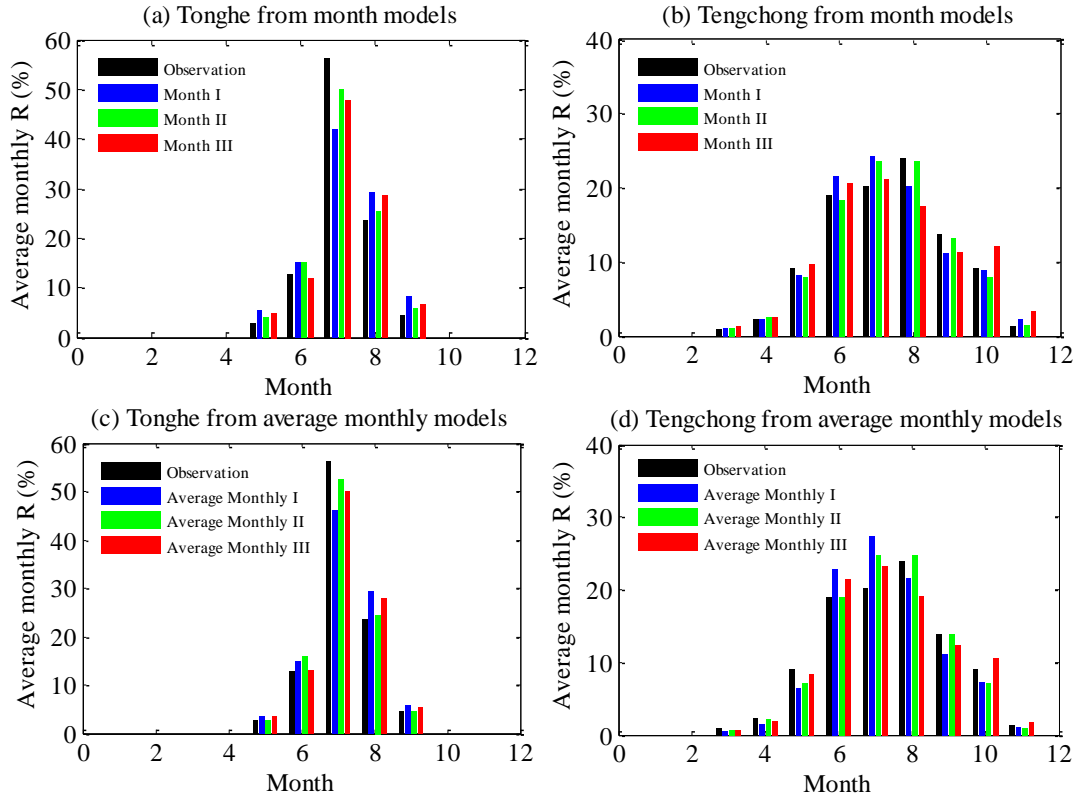 (a) Tonghe from month models
Average monthly R (%)
60
50
40
30
20
10
0
Observation
Month I
Month II
Month III
0 2 4 6 8 10 12
Month
(b) Tengchong from month models
Average monthly R (%)
40
30
20
10
0
Observation
Month I
Month II
Month III
0 2 4 6 8 10 12
Month
(c) Tonghe from average monthly models
Average monthly R (%)
60
50
40
30
20
10
0
Observation
Average Monthly I
Average Monthly II
Average Monthly III
0 2 4 6 8 10 12
Month
(d) Tengchong from average monthly models
Average monthly R (%)
40
30
20
10
0
Observation
Average Monthly I
Average Monthly II
Average Monthly III
0 2 4 6 8 10 12
Month